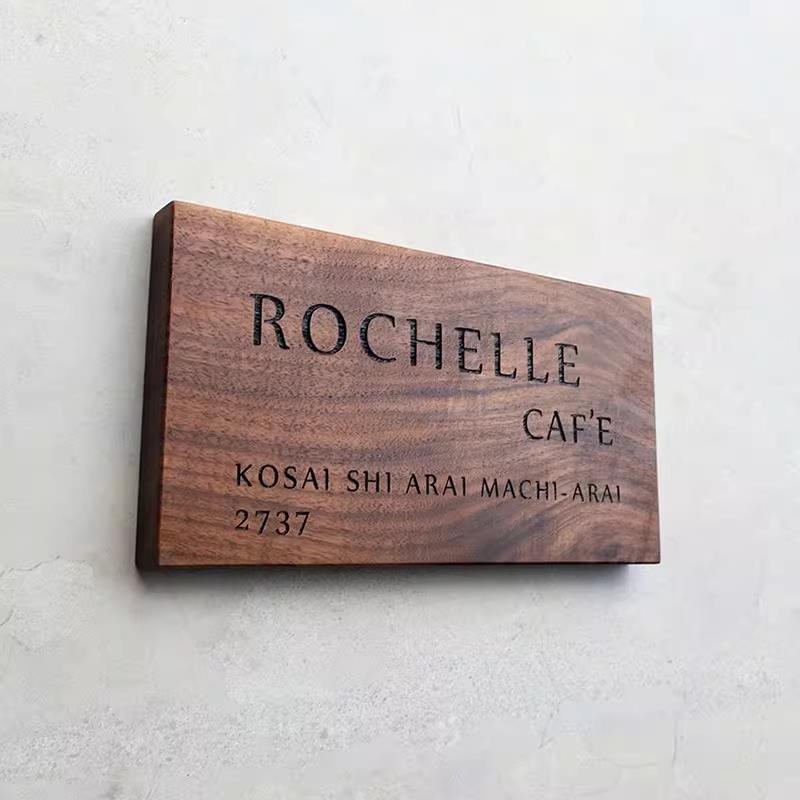 ROCHELLE
CAF'E
KOSAI SHI ARAI MACHI-ARAI
2737